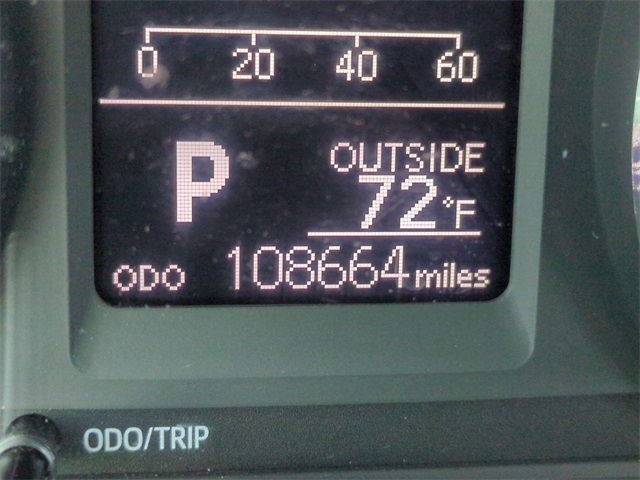 0 20 40 60
P OUTSIDE
72°F
ODO 108664 miles
ODO/TRIP